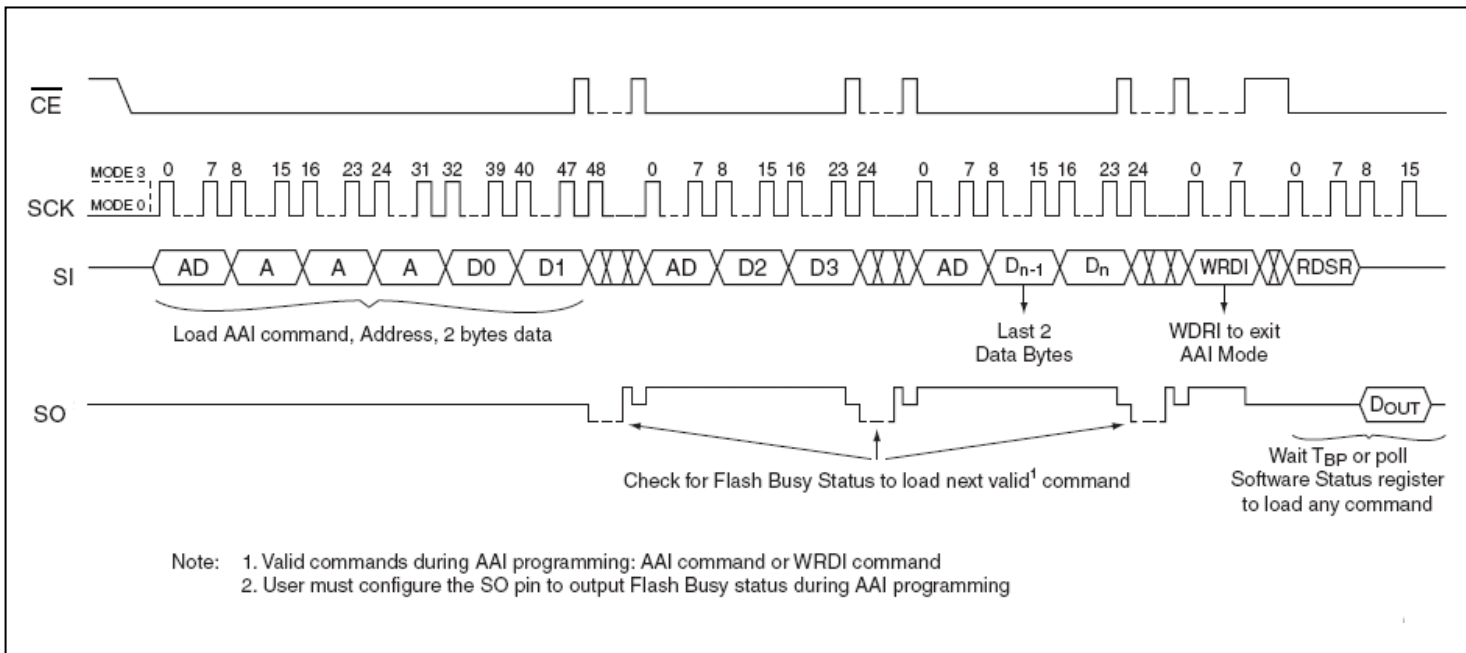 CE
MODE 3 0 7 8 15 16 23 24 31 32 39 40 47 48 0 7 8 15 16 23 24 0 7 8 15 16 23 24 0 7 0 7 8 15
SCK MODE 0
SI AD A A A D0 D1 AD D2 D3 AD Dn-1 Dn WRDI RDSR
Load AAI command, Address, 2 bytes data
Last 2
Data Bytes
WDRI to exit
AAI Mode
SO DOUT
Check for Flash Busy Status to load next valid1 command
Wait TBP or poll
Software Status register
to load any command
Note: 1. Valid commands during AAI programming: AAI command or WRDI command
2. User must configure the SO pin to output Flash Busy status during AAI programming